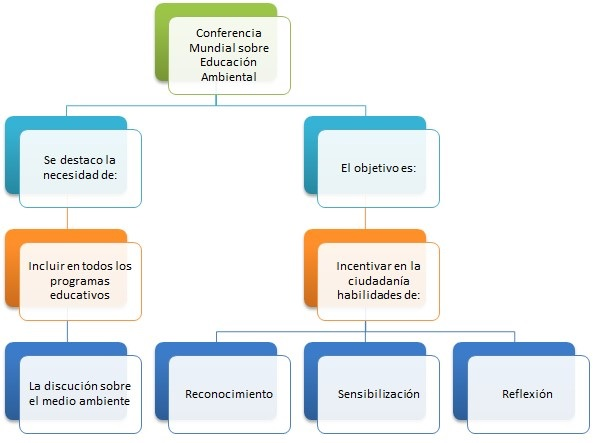 Conferencia
Mundial sobre
Educación
Ambiental
Se destaco la
necesidad de:
El objetivo es:
Incluir en todos los
programas
educativos
Incentivar en la
ciudadanía
habilidades de:
La discución sobre
el medio ambiente
Reconocimiento
Sensibilización
Reflexión